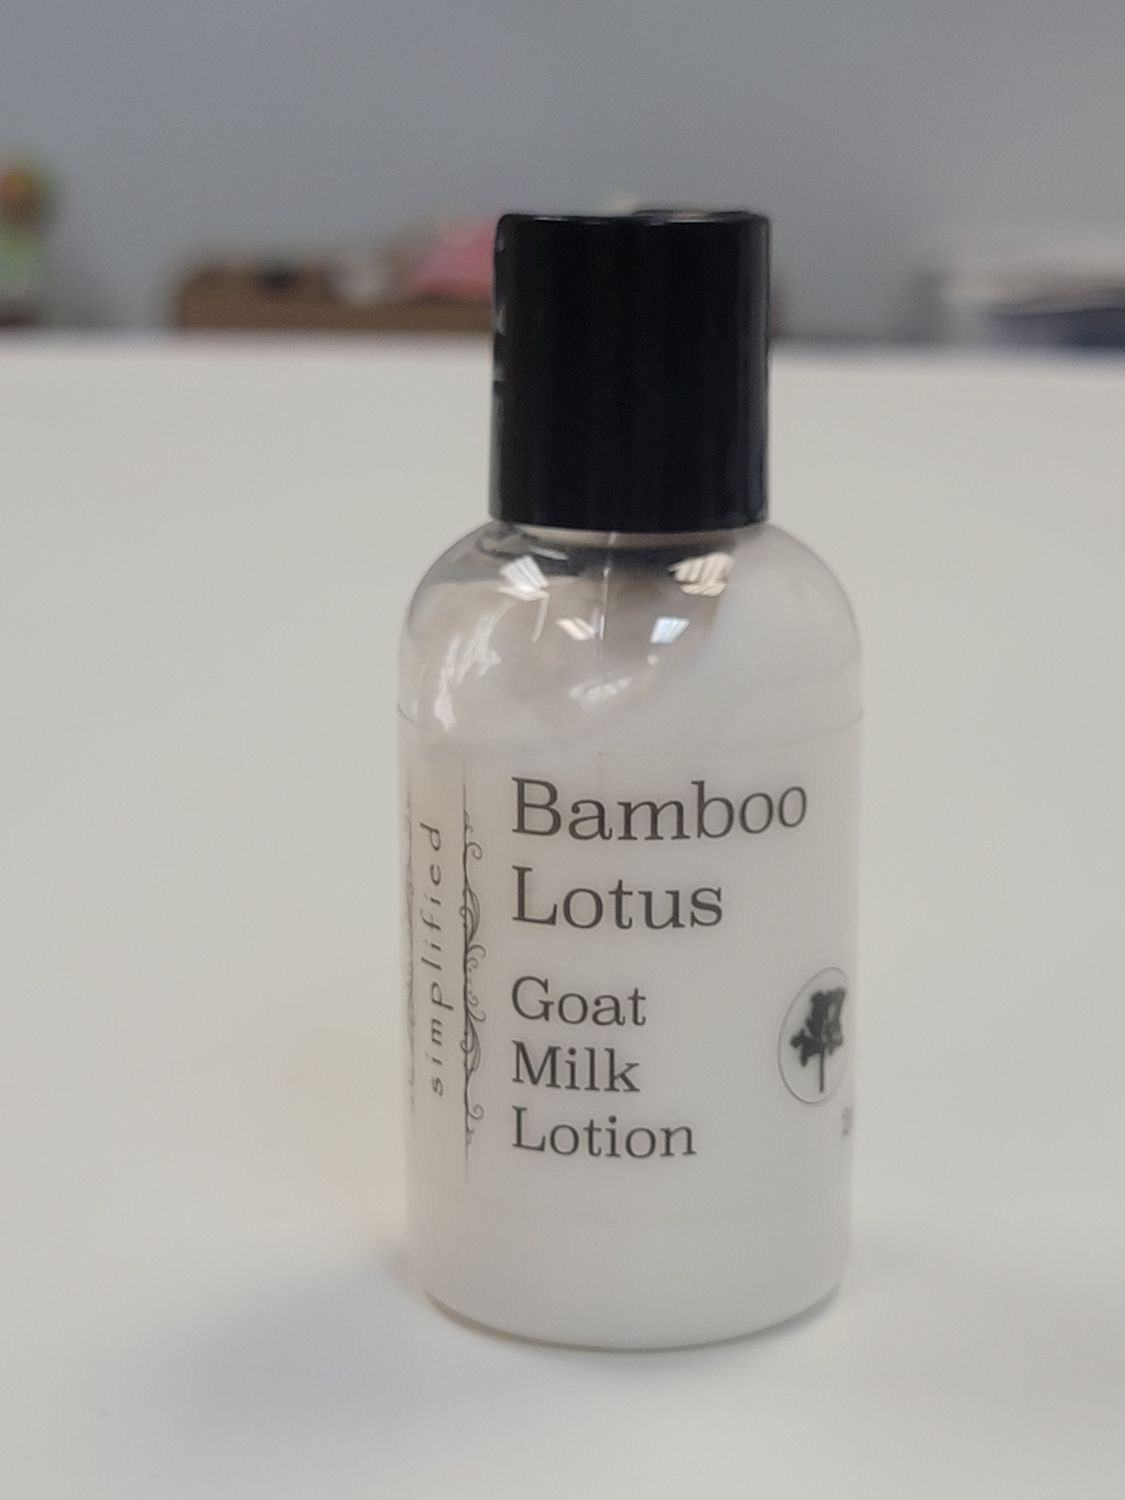 simplified
Bamboo
Lotus
Goat
Milk
Lotion